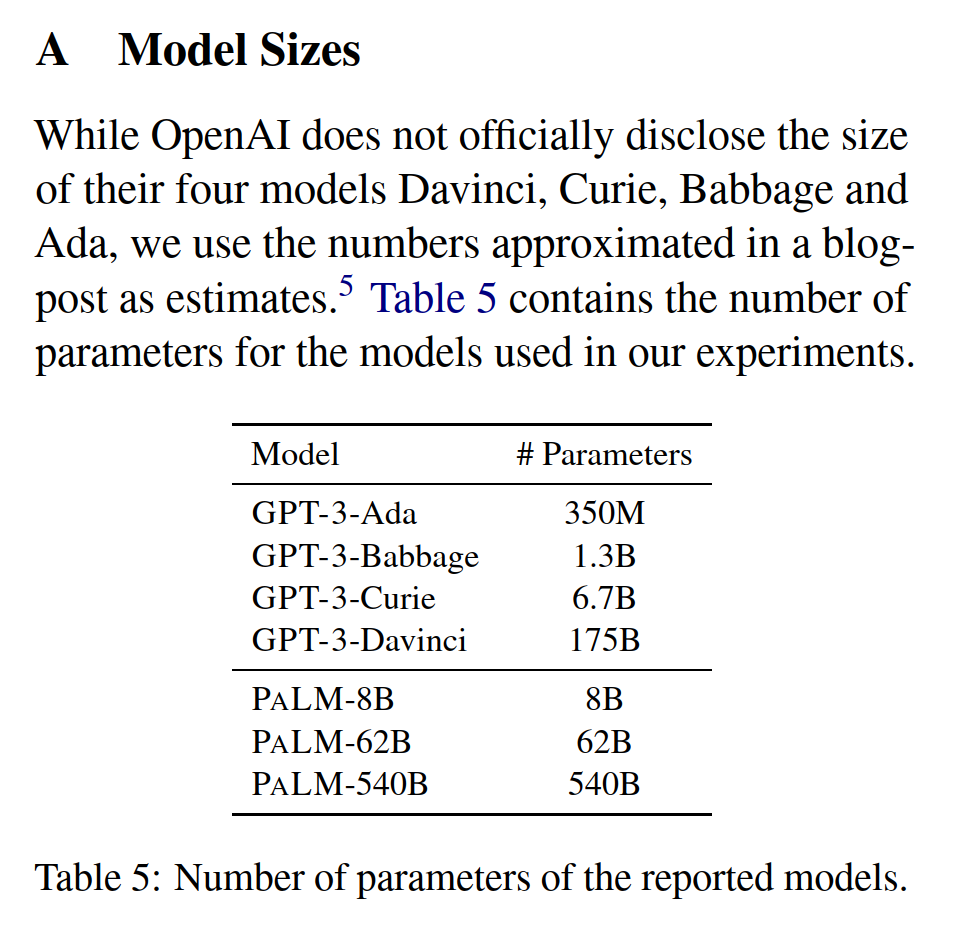 A Model Sizes
While OpenAI does not officially disclose the size
of their four models Davinci, Curie, Babbage and
Ada, we use the numbers approximated in a blog-
post as estimates.5 Table 5 contains the number of
parameters for the models used in our experiments.
Model # Parameters
GPT-3-Ada 350M
GPT-3-Babbage 1.3B
GPT-3-Curie 6.7B
GPT-3-Davinci 175B
PALM-8B 8B
PALM-62B 62B
PALM-540B 540B
Table 5: Number of parameters of the reported models.